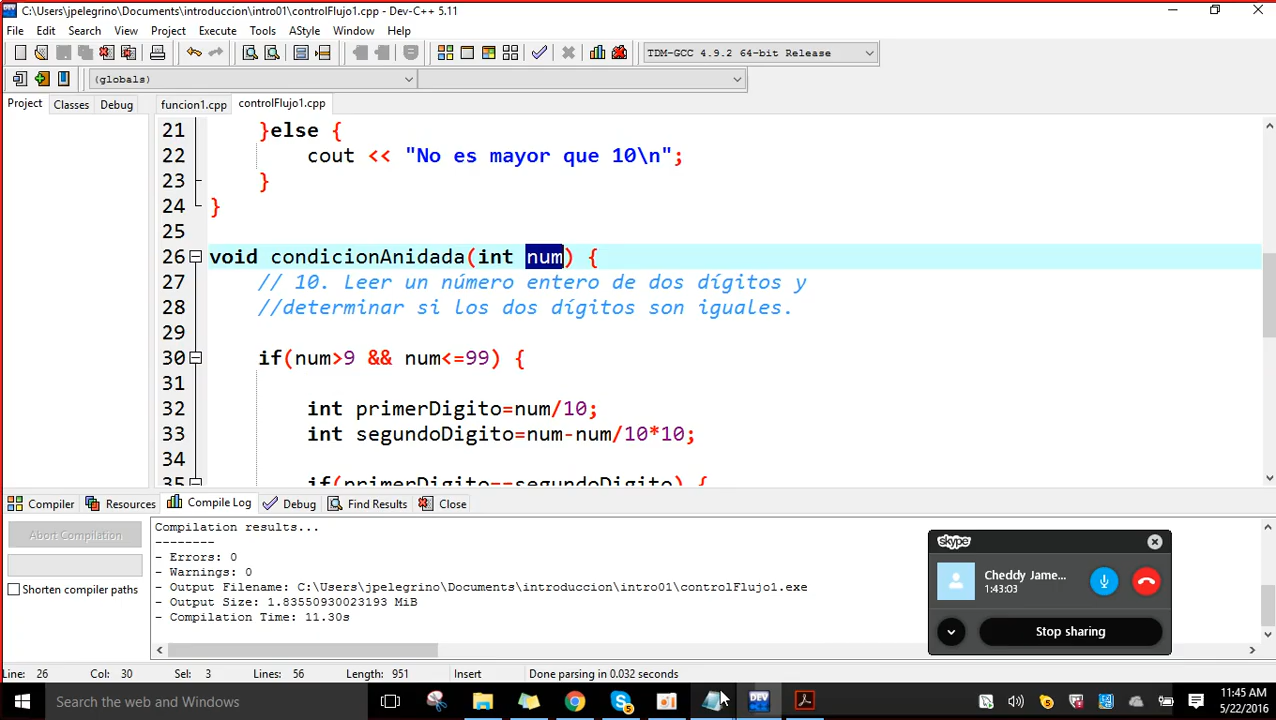 C:\Users\jpelegrino\Documents\introduccion\intro01\controlFlujo1.cpp - Dev-C++ 5.11
File Edit Search View Project Execute Tools AStyle Window Help
TDM-GCC 4.9.2 64-bit Release
(globals)
Project Classes Debug funcion1.cpp controlFlujo1.cpp
21 }else {
22 cout << "No es mayor que 10\n";
23 }
24 }
25
26 void condicionAnidada(int num) {
27 // 10. Leer un número entero de dos dígitos y
28 //determinar si los dos dígitos son iguales.
29
30 if(num>9 && num<=99) {
31
32 int primerDigito=num/10;
33 int segundoDigito=num-num/10*10;
34
35 if(primerDigito==segundoDigito) {
Compiler Resources Compile Log Debug Find Results Close
Abort Compilation
Shorten compiler paths
Compilation results...
--------
- Errors: 0
- Warnings: 0
- Output Filename: C:\Users\jpelegrino\Documents\introduccion\intro01\controlFlujo1.exe
- Output Size: 1.83550930023193 MiB
- Compilation Time: 11.30s
skype
Cheddy Jame...
1:43:03
Stop sharing
Line: 26 Col: 30 Sel: 3 Lines: 56 Length: 951 Insert Done parsing in 0.032 seconds
Search the web and Windows
11:45 AM
5/22/2016